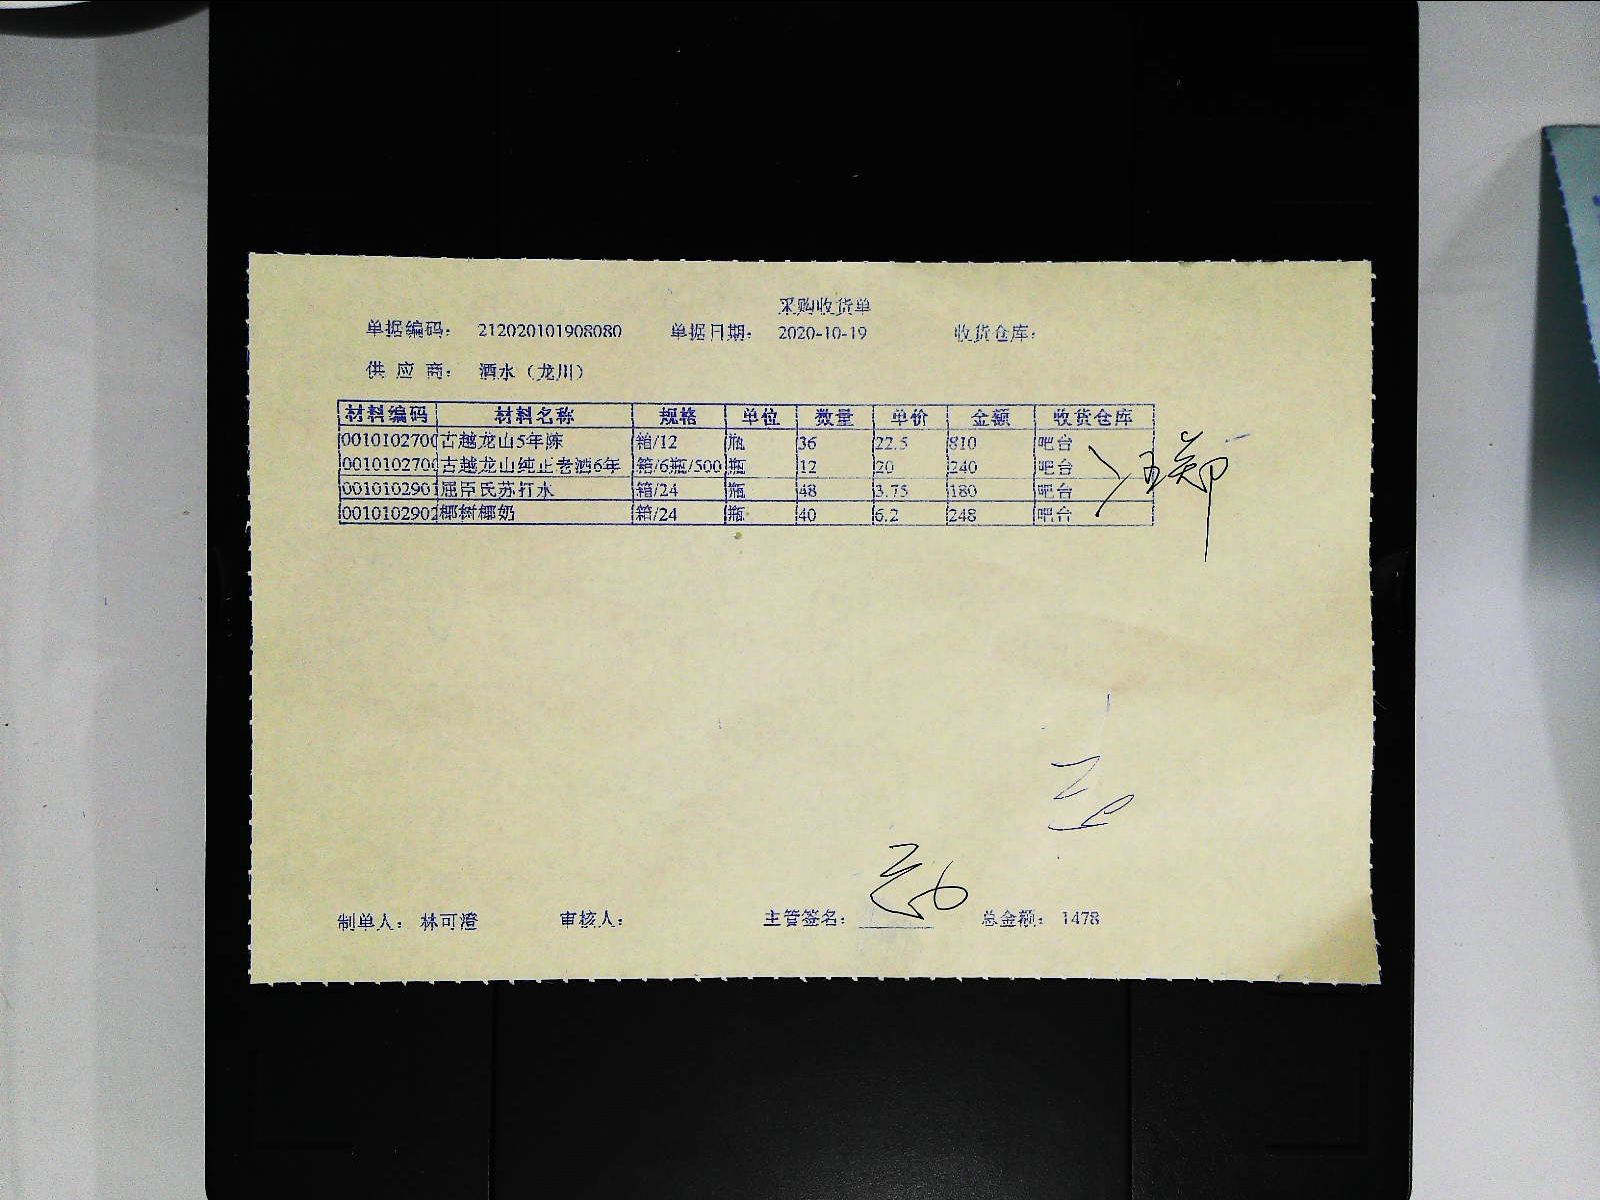 采购收货单
单据编码： 212020101908080 单据日期： 2020-10-19 收货仓库：
供 应 商： 酒水（龙川）
材料编码 材料名称 规格 单位 数量 单价 金额 收货仓库
0010102700 古越龙山5年陈 箱/12 瓶 36 22.5 810 吧台
0010102700 古越龙山纯正老酒6年 箱/6瓶/500 瓶 12 20 240 吧台
0010102901 屈臣氏苏打水 箱/24 瓶 48 3.75 180 吧台
0010102902 椰树椰奶 箱/24 瓶 40 6.2 248 吧台
制单人： 林可澄 审核人： 主管签名： 总金额： 1478